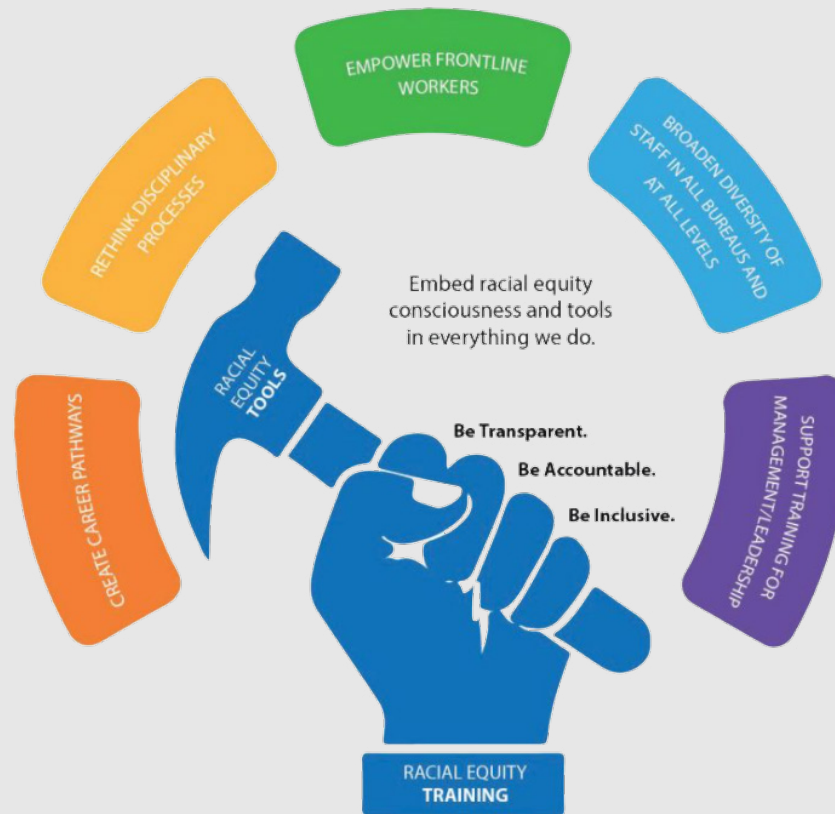 EMPOWER FRONTLINE
WORKERS
RETHINK DISCIPLINARY
PROCESSES
BROADEN DIVERSITY OF
STAFF IN ALL BUREAUS AND
AT ALL LEVELS
CREATE CAREER PATHWAYS
SUPPORT TRAINING FOR
MANAGEMENT/LEADERSHIP
Embed racial equity
consciousness and tools
in everything we do.
RACIAL
EQUITY
TOOLS
Be Transparent.
Be Accountable.
Be Inclusive.
RACIAL EQUITY
TRAINING